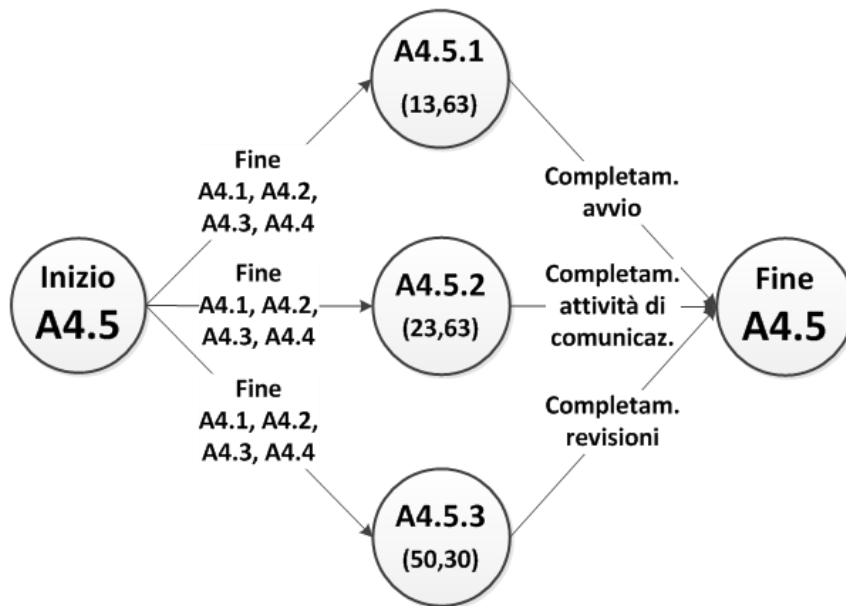 A4.5.1
(13,63)
Fine
A4.1, A4.2,
A4.3, A4.4
Completam.
avvio
Inizio
A4.5
Fine
A4.1, A4.2,
A4.3, A4.4
A4.5.2
(23,63)
Completam.
attività di
comunicaz.
Fine
A4.5
Fine
A4.1, A4.2,
A4.3, A4.4
Completam.
revisioni
A4.5.3
(50,30)